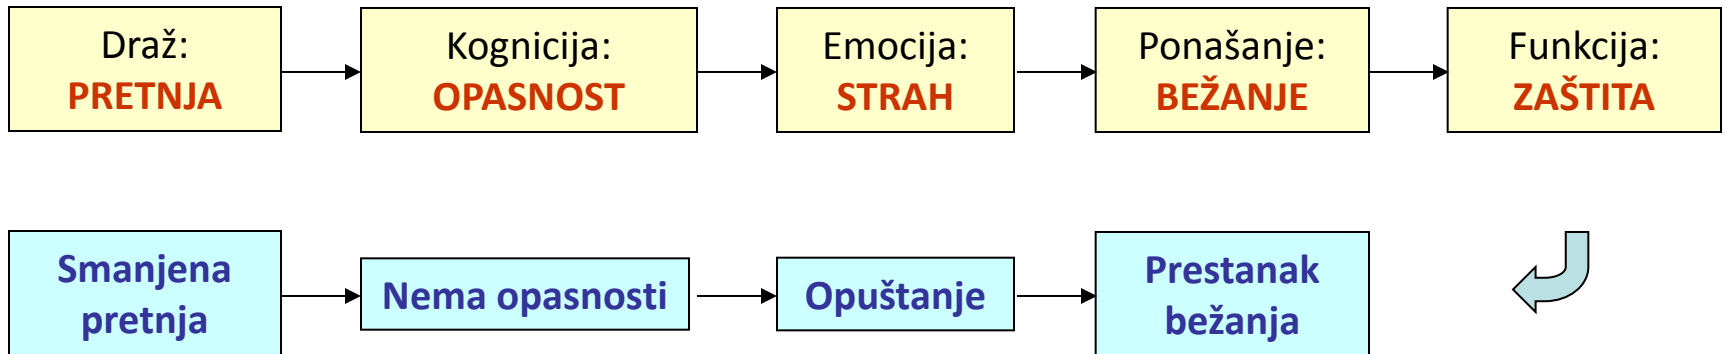 Draž:
PRETNJA
Kognicija:
OPASNOST
Emocija:
STRAH
Ponašanje:
BEŽANJE
Funkcija:
ZAŠTITA
Smanjena
pretnja
Nema opasnosti
Opuštanje
Prestanak
bežanja